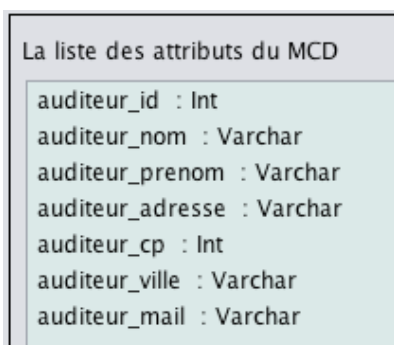 La liste des attributs du MCD
auditeur_id : Int
auditeur_nom : Varchar
auditeur_prenom : Varchar
auditeur_adresse : Varchar
auditeur_cp : Int
auditeur_ville : Varchar
auditeur_mail : Varchar